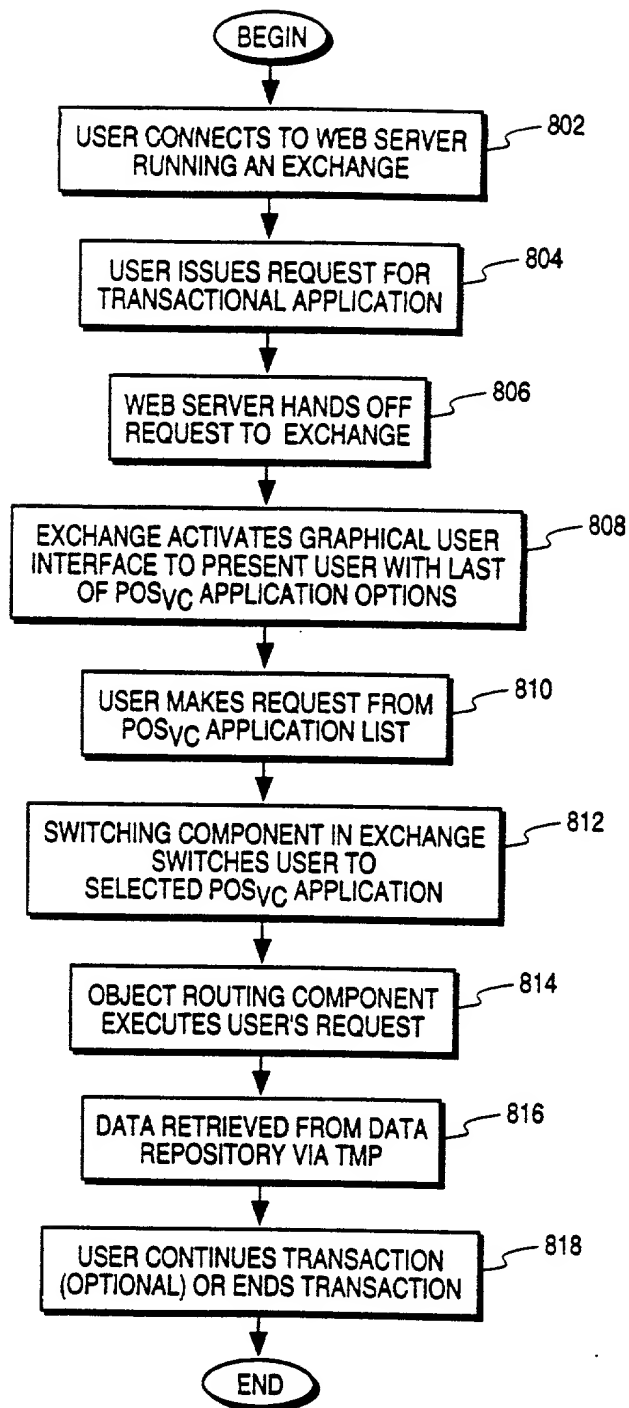 BEGIN
USER CONNECTS TO WEB SERVER
RUNNING AN EXCHANGE
802
USER ISSUES REQUEST FOR
TRANSACTIONAL APPLICATION
804
WEB SERVER HANDS OFF
REQUEST TO EXCHANGE
806
EXCHANGE ACTIVATES GRAPHICAL USER
INTERFACE TO PRESENT USER WITH LAST
OF POSVC APPLICATION OPTIONS
808
USER MAKES REQUEST FROM
POSVC APPLICATION LIST
810
SWITCHING COMPONENT IN EXCHANGE
SWITCHES USER TO
SELECTED POSVC APPLICATION
812
OBJECT ROUTING COMPONENT
EXECUTES USER'S REQUEST
814
DATA RETRIEVED FROM DATA
REPOSITORY VIA TMP
816
USER CONTINUES TRANSACTION
(OPTIONAL) OR ENDS TRANSACTION
818
END